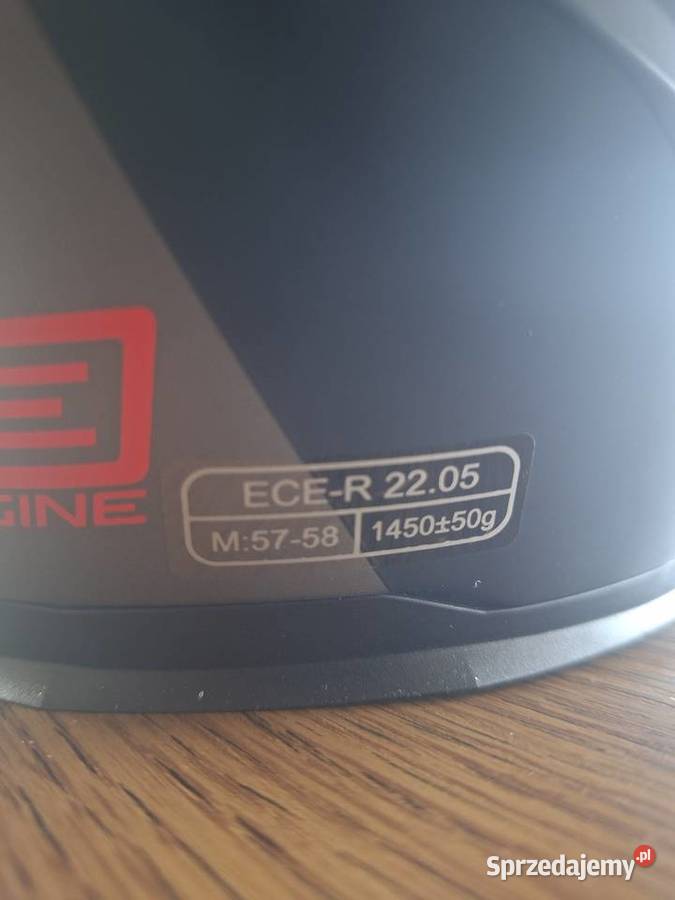 GINE
ECE-R 22.05
M:57-58
1450±50g
Sprzedajemy.pl